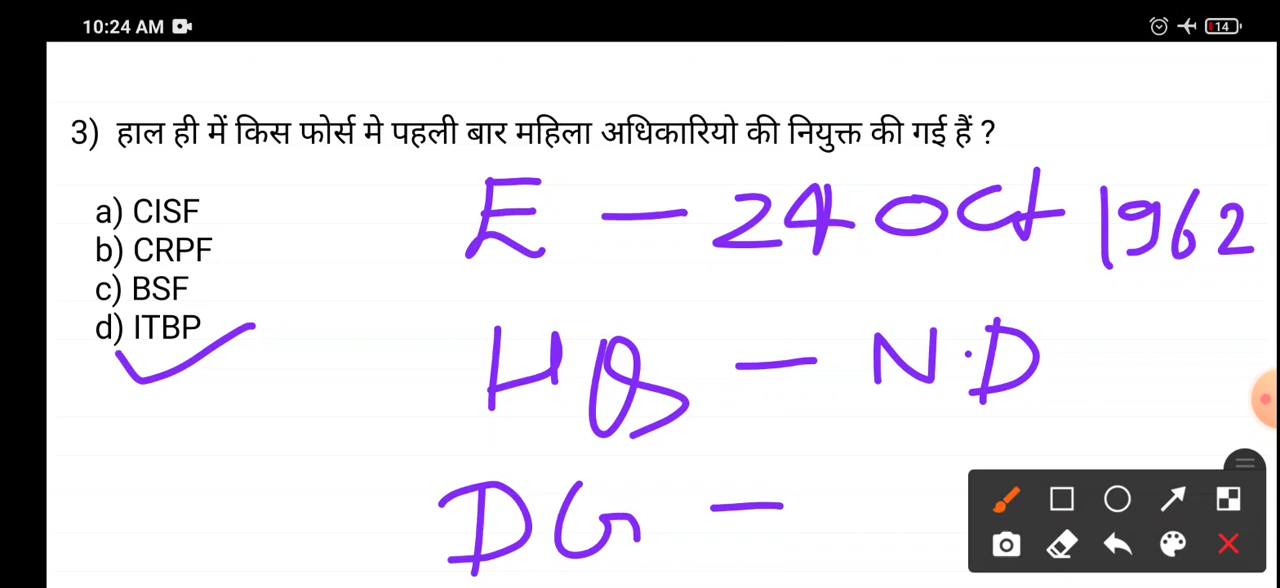 10:24 AM
14
3) हाल ही में किस फोर्स मे पहली बार महिला अधिकारियो की नियुक्त की गई हैं ?
a) CISF
b) CRPF
c) BSF
d) ITBP
E - 24 Oct 1962
HQ - N.D
DG -